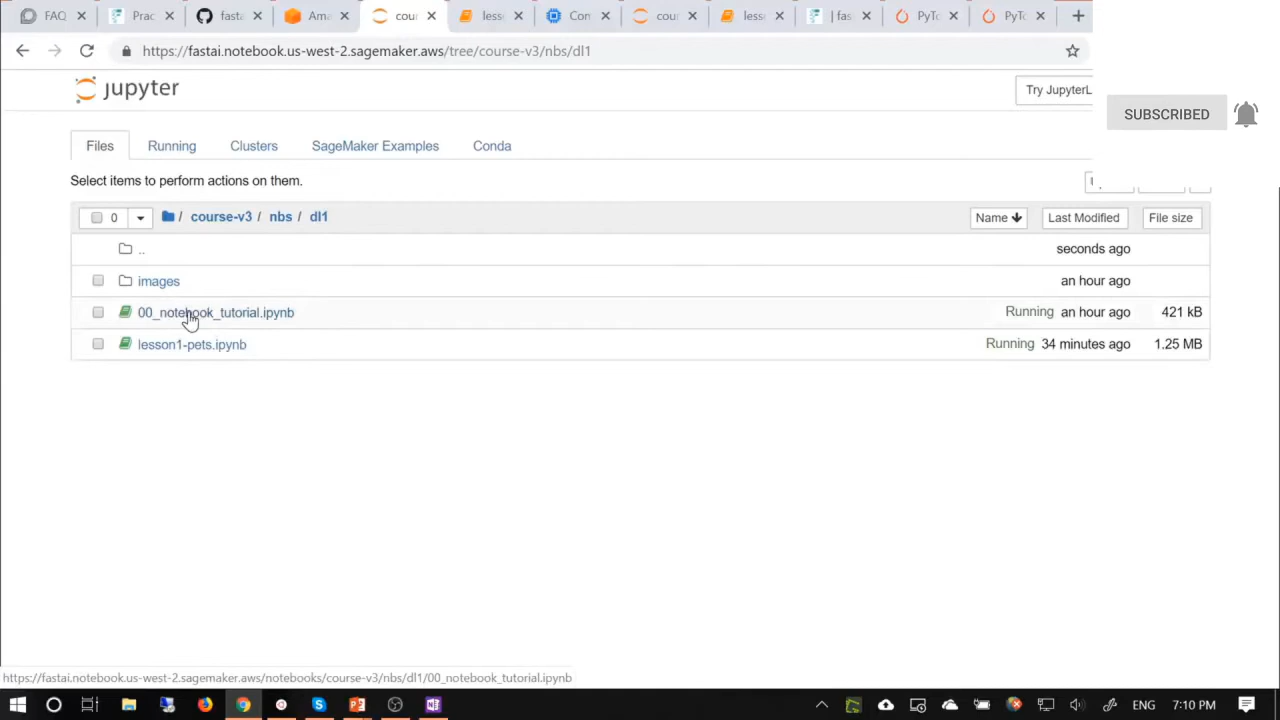 FAQ
Prac
fasta
Ama
cour
less
Con
cour
less
| fas
PyTo
PyTo
https://fastai.notebook.us-west-2.sagemaker.aws/tree/course-v3/nbs/dl1
jupyter
Try JupyterL
SUBSCRIBED
Files Running Clusters SageMaker Examples Conda
Select items to perform actions on them.
0 / course-v3 / nbs / dl1 Name Last Modified File size
.. seconds ago
images an hour ago
00_notebook_tutorial.ipynb Running an hour ago 421 kB
lesson1-pets.ipynb Running 34 minutes ago 1.25 MB
https://fastai.notebook.us-west-2.sagemaker.aws/notebooks/course-v3/nbs/dl1/00_notebook_tutorial.ipynb
ENG 7:10 PM